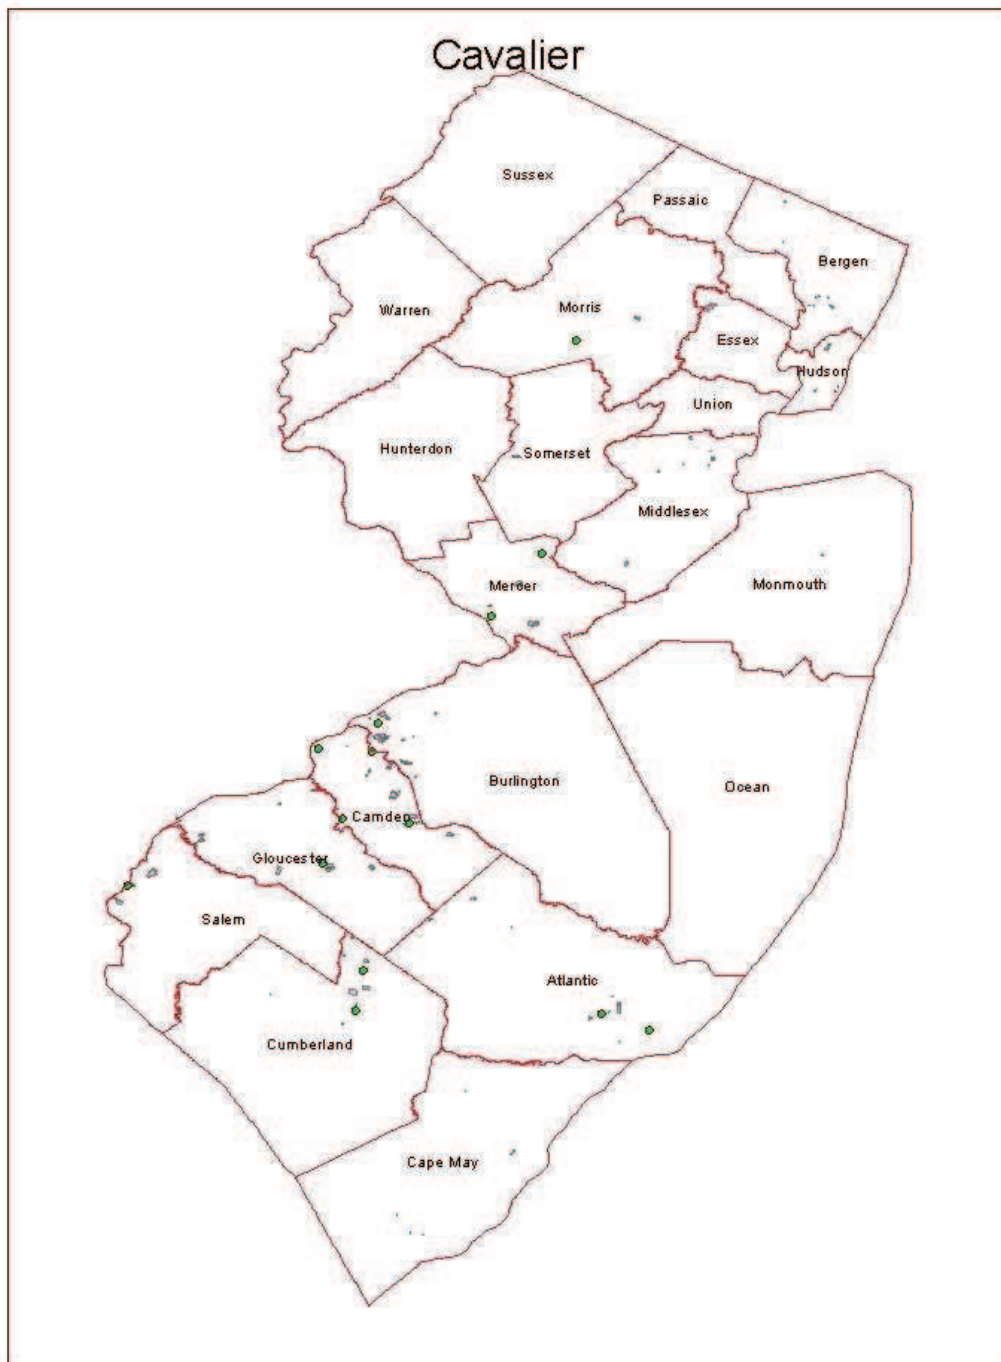 Cavalier
Sussex
Passaic
Bergen
Warren
Morris
Essex
Hudson
Union
Hunterdon
Somerset
Middlesex
Mercer
Monmouth
Burlington
Ocean
Camden
Gloucester
Salem
Atlantic
Cumberland
Cape May